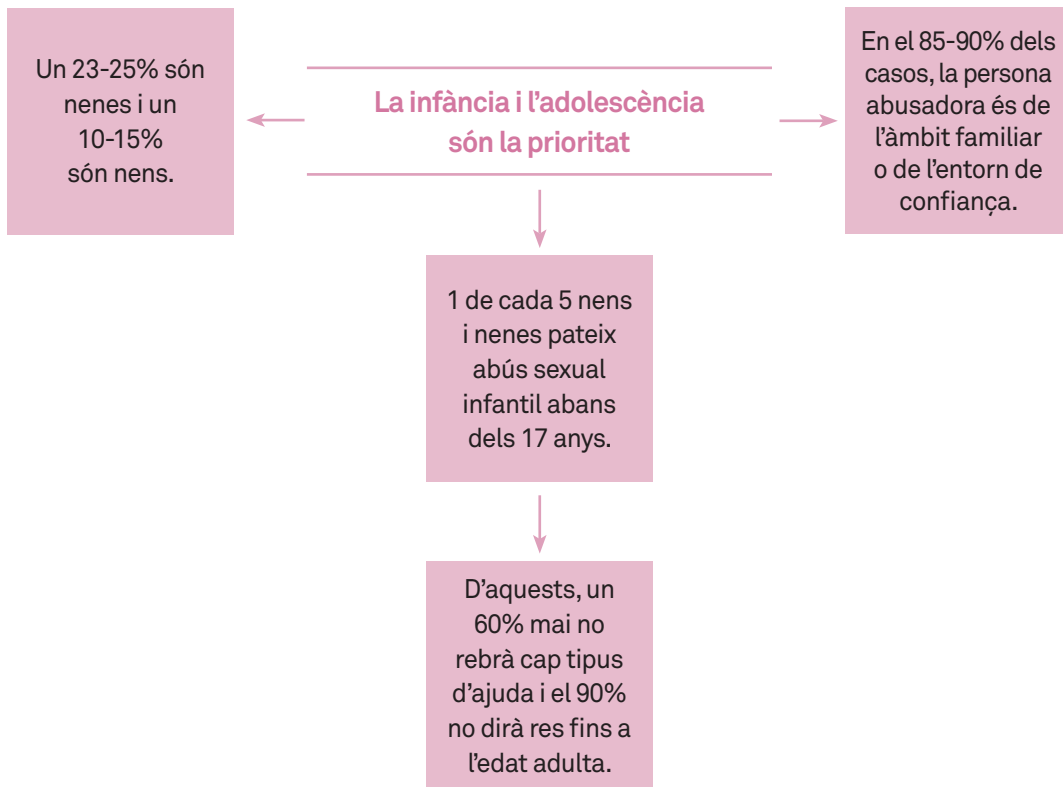 La infància i l’adolescència
són la prioritat
Un 23-25% són
nenes i un
10-15%
són nens.
En el 85-90% dels
casos, la persona
abusadora és de
l’àmbit familiar
o de l’entorn de
confiança.
1 de cada 5 nens
i nenes pateix
abús sexual
infantil abans
dels 17 anys.
D’aquests, un
60% mai no
rebrà cap tipus
d’ajuda i el 90%
no dirà res fins a
l’edat adulta.